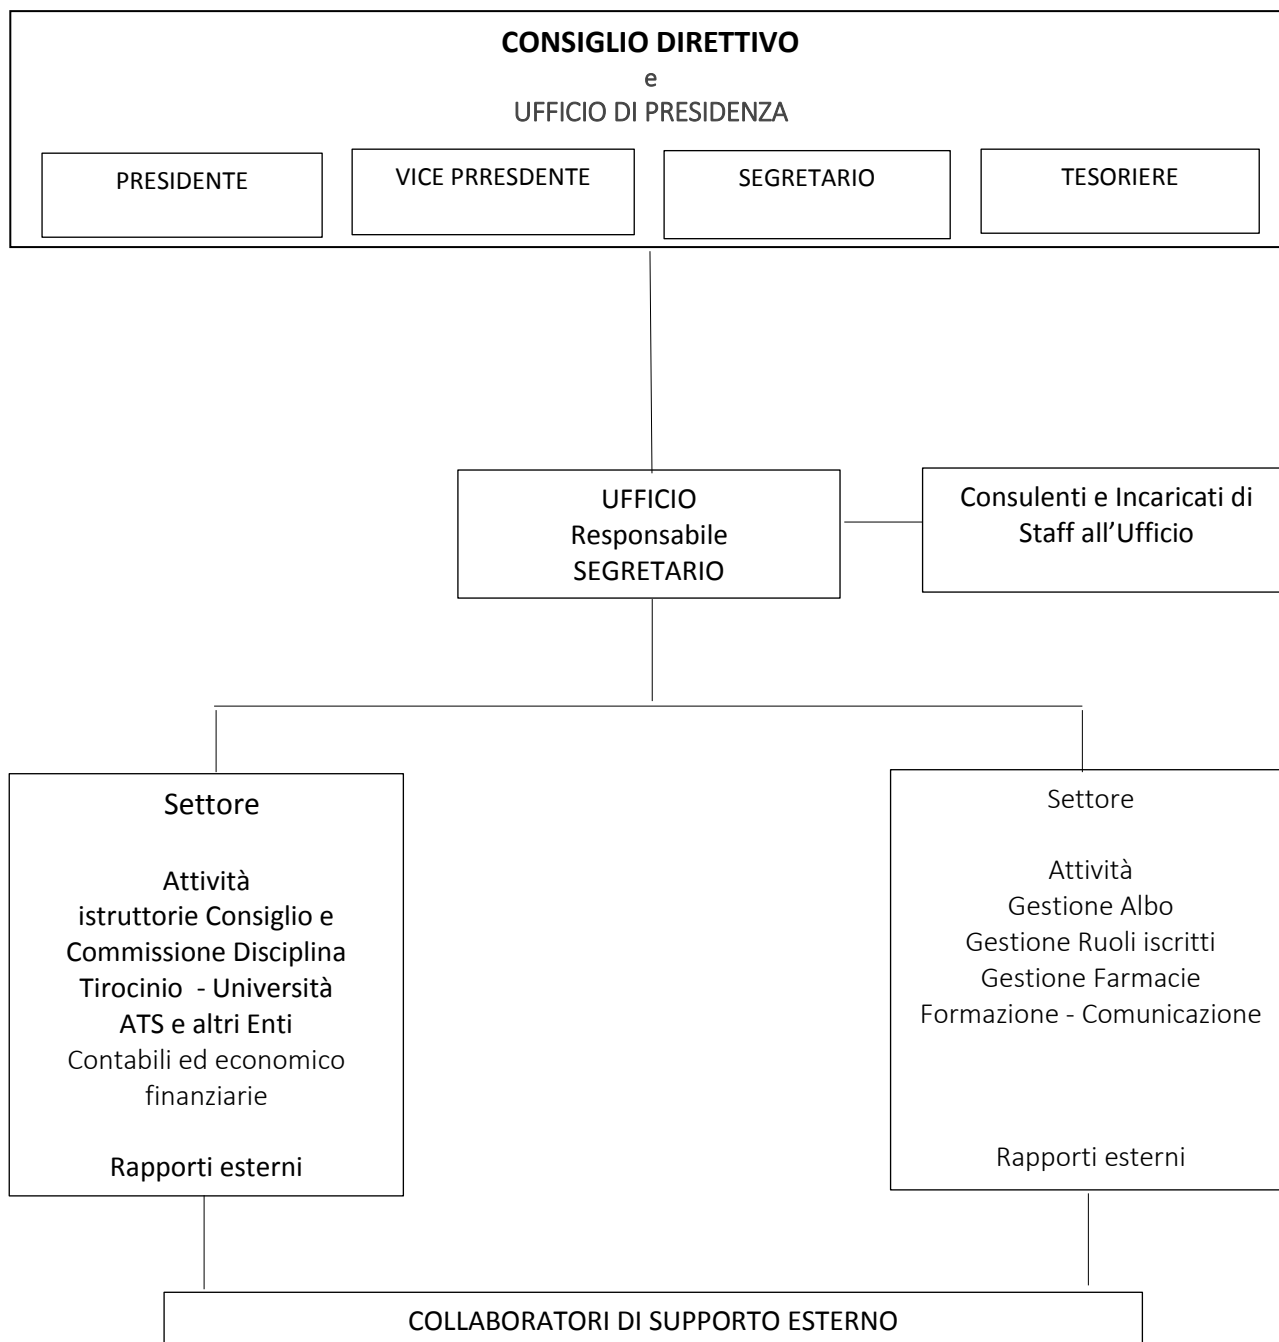 CONSIGLIO DIRETTIVO
e
UFFICIO DI PRESIDENZA
PRESIDENTE
VICE PRRESDENTE
SEGRETARIO
TESORIERE
UFFICIO
Responsabile
SEGRETARIO
Consulenti e Incaricati di
Staff all’Ufficio
Settore
Attività
istruttorie Consiglio e
Commissione Disciplina
Tirocinio - Università
ATS e altri Enti
Contabili ed economico
finanziarie
Rapporti esterni
Settore
Attività
Gestione Albo
Gestione Ruoli iscritti
Gestione Farmacie
Formazione - Comunicazione
Rapporti esterni
COLLABORATORI DI SUPPORTO ESTERNO